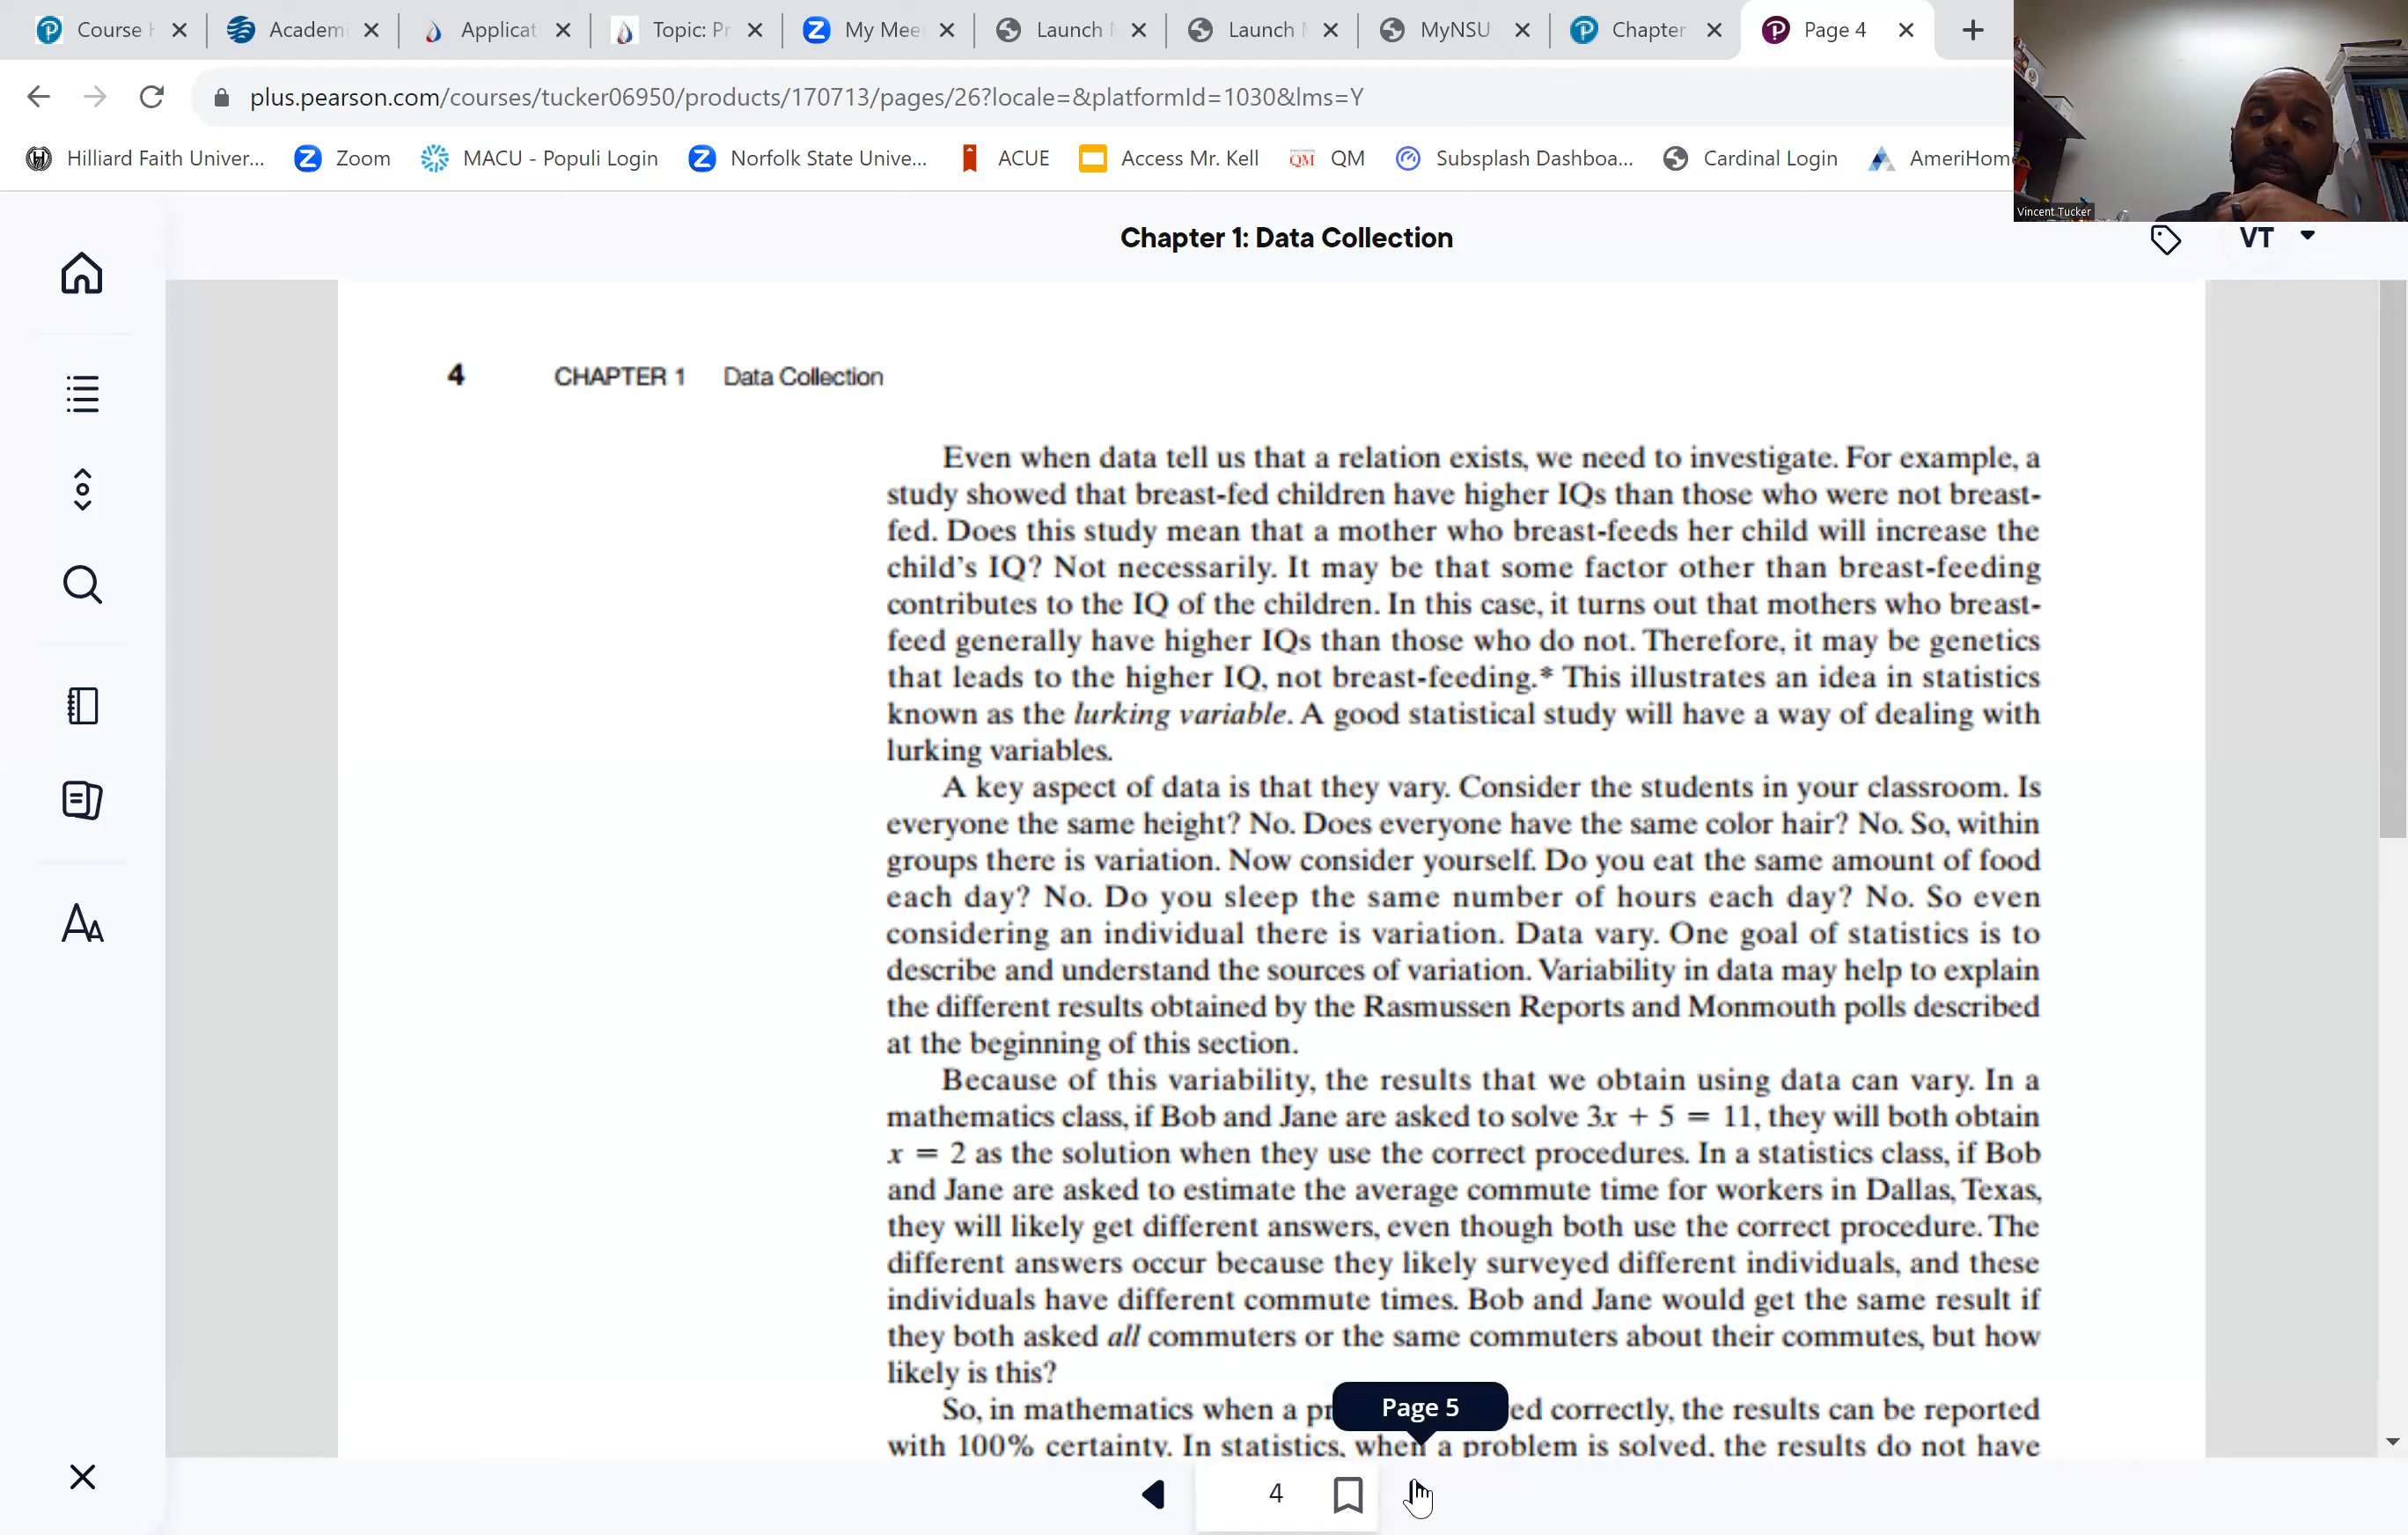 Course H
Academi
Applicat
Topic: Pr
My Mee
Launch
Launch
MyNSU
Chapter
Page 4
plus.pearson.com/courses/tucker06950/products/170713/pages/26?locale=&platformId=1030&lms=Y
Hilliard Faith Univer... Zoom MACU - Populi Login Norfolk State Unive... ACUE Access Mr. Kell QM QM Subsplash Dashboa... Cardinal Login AmeriHom
Vincent Tucker
Chapter 1: Data Collection
VT
4 CHAPTER 1 Data Collection
Even when data tell us that a relation exists, we need to investigate. For example, a
study showed that breast-fed children have higher IQs than those who were not breast-
fed. Does this study mean that a mother who breast-feeds her child will increase the
child's IQ? Not necessarily. It may be that some factor other than breast-feeding
contributes to the IQ of the children. In this case, it turns out that mothers who breast-
feed generally have higher IQs than those who do not. Therefore, it may be genetics
that leads to the higher IQ, not breast-feeding.* This illustrates an idea in statistics
known as the lurking variable. A good statistical study will have a way of dealing with
lurking variables.
A key aspect of data is that they vary. Consider the students in your classroom. Is
everyone the same height? No. Does everyone have the same color hair? No. So, within
groups there is variation. Now consider yourself. Do you eat the same amount of food
each day? No. Do you sleep the same number of hours each day? No. So even
considering an individual there is variation. Data vary. One goal of statistics is to
describe and understand the sources of variation. Variability in data may help to explain
the different results obtained by the Rasmussen Reports and Monmouth polls described
at the beginning of this section.
Because of this variability, the results that we obtain using data can vary. In a
mathematics class, if Bob and Jane are asked to solve 3x + 5 = 11, they will both obtain
x = 2 as the solution when they use the correct procedures. In a statistics class, if Bob
and Jane are asked to estimate the average commute time for workers in Dallas, Texas,
they will likely get different answers, even though both use the correct procedure. The
different answers occur because they likely surveyed different individuals, and these
individuals have different commute times. Bob and Jane would get the same result if
they both asked all commuters or the same commuters about their commutes, but how
likely is this?
So, in mathematics when a pr ed correctly, the results can be reported
with 100% certainty. In statistics, when a problem is solved, the results do not have
Page 5
4